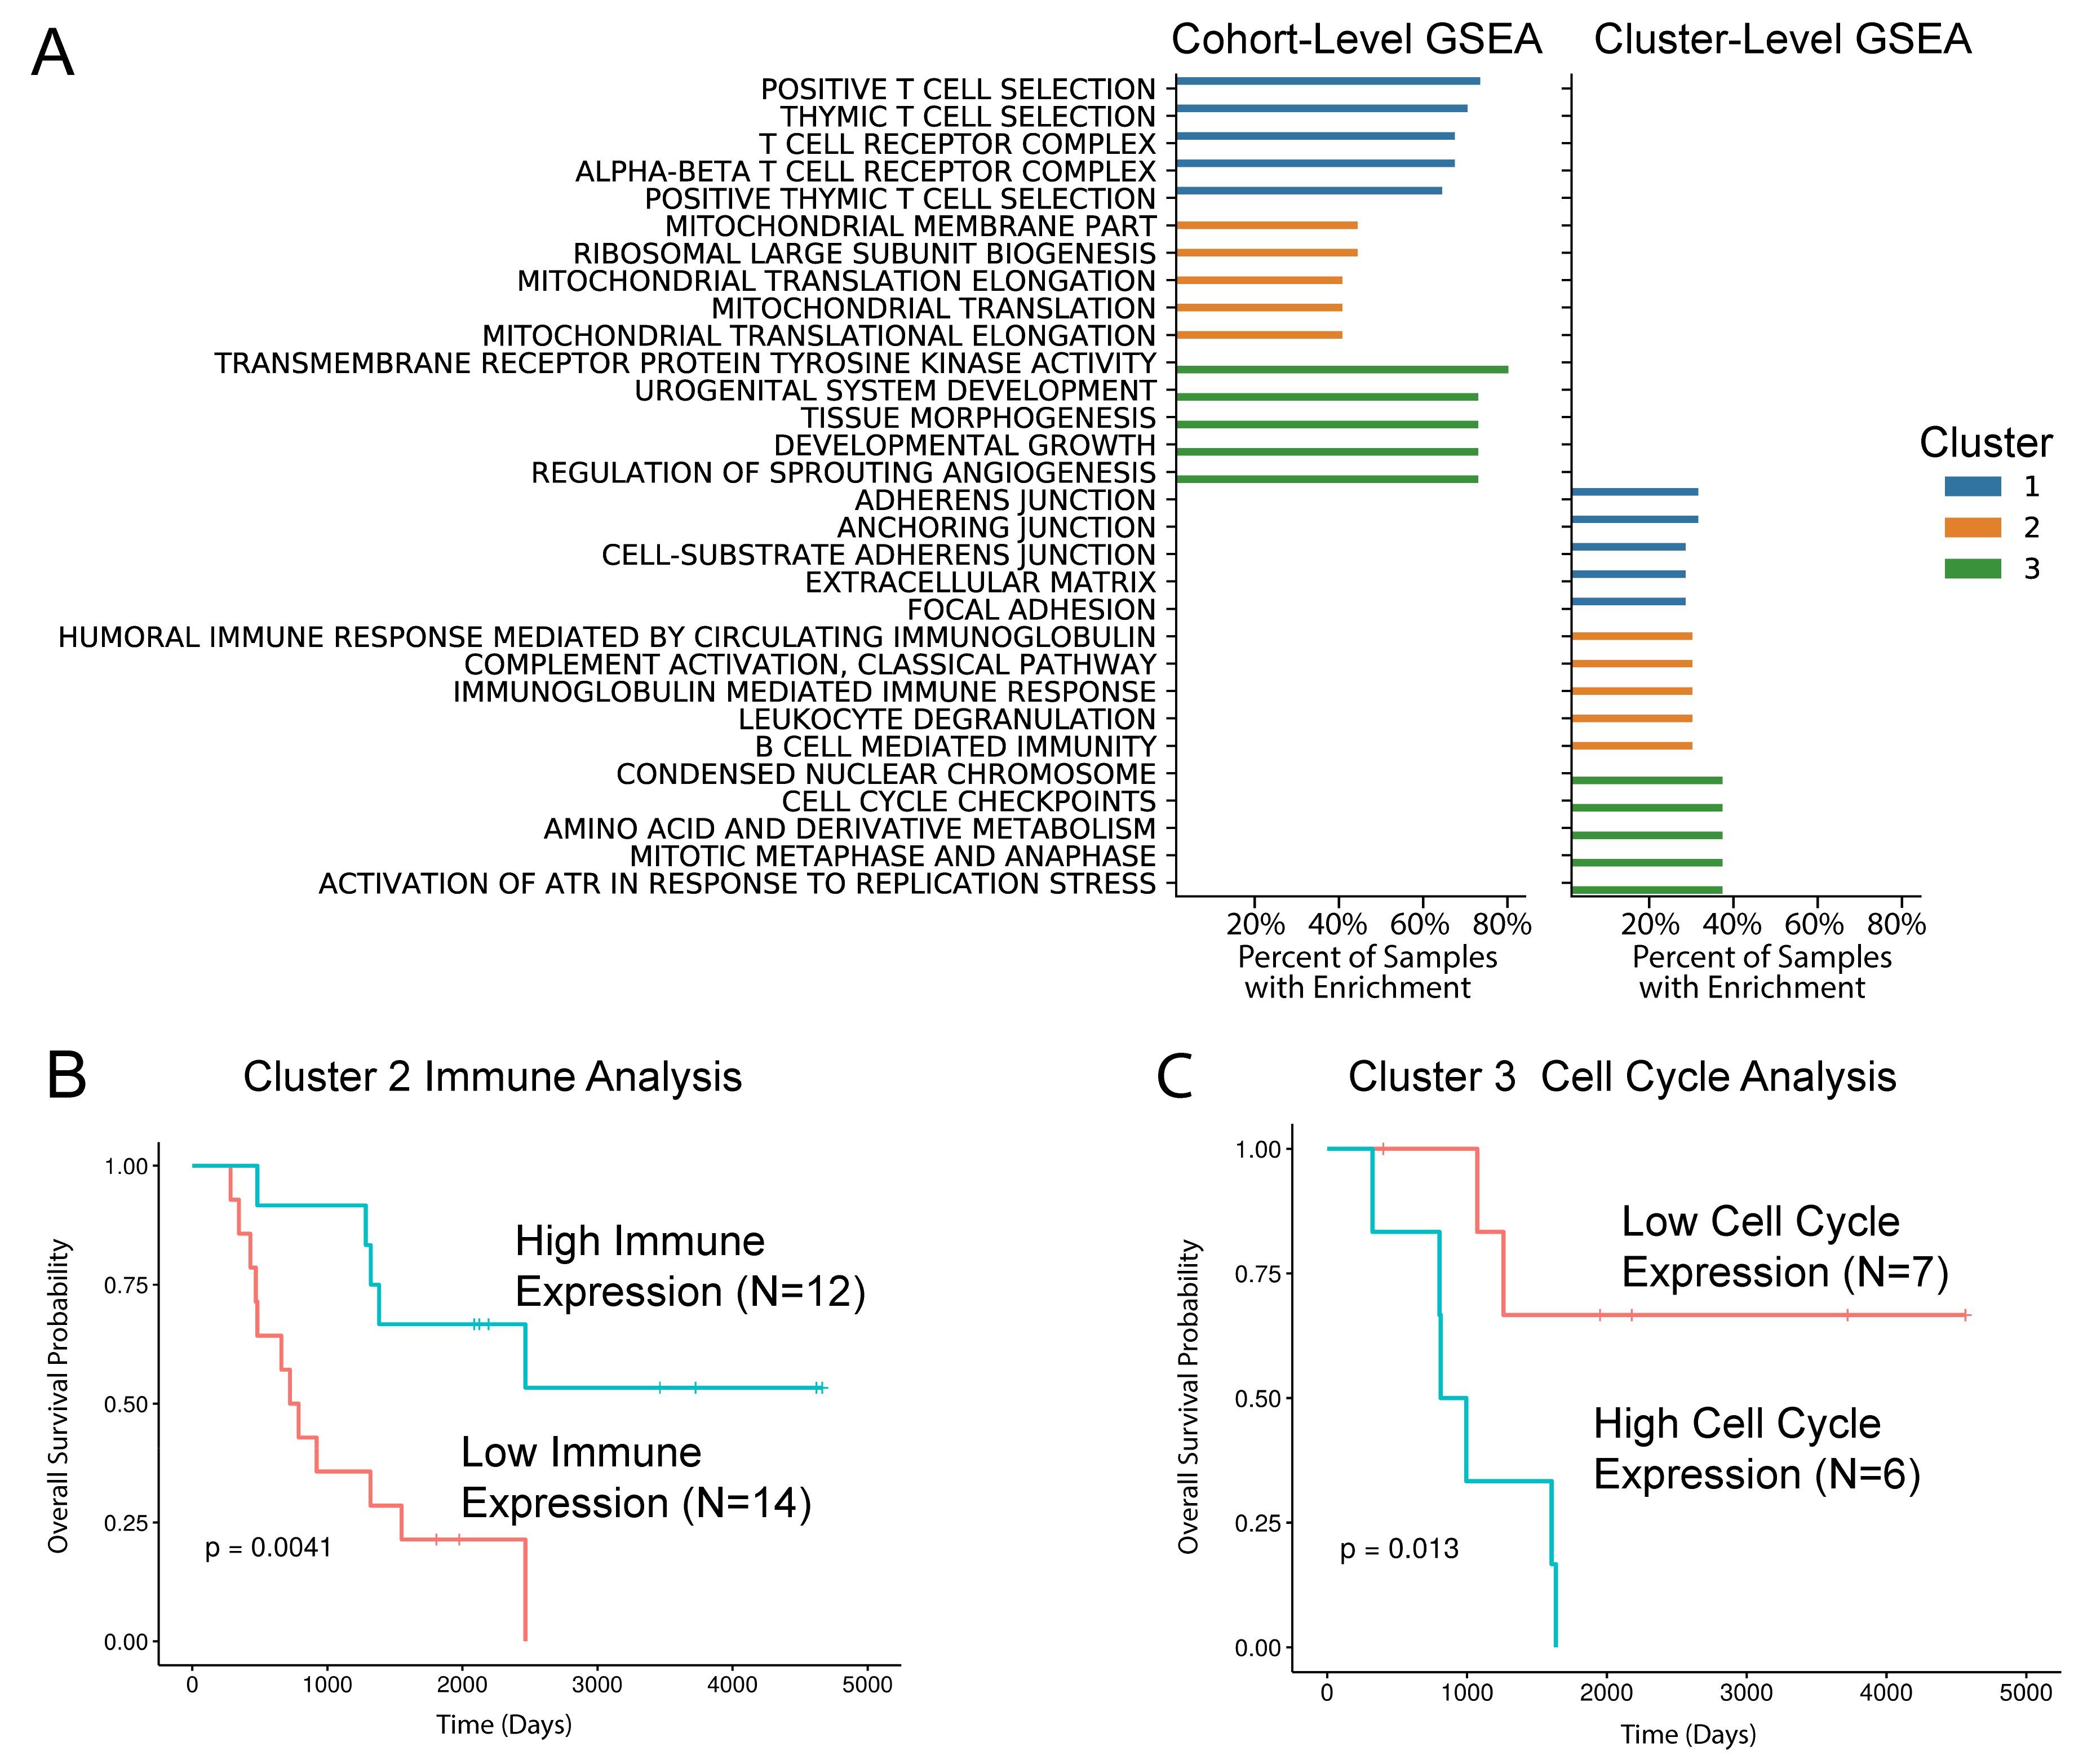 A
Cohort-Level GSEA
Cluster-Level GSEA
POSITIVE T CELL SELECTION
THYMIC T CELL SELECTION
T CELL RECEPTOR COMPLEX
ALPHA-BETA T CELL RECEPTOR COMPLEX
POSITIVE THYMIC T CELL SELECTION
MITOCHONDRIAL MEMBRANE PART
RIBOSOMAL LARGE SUBUNIT BIOGENESIS
MITOCHONDRIAL TRANSLATION ELONGATION
MITOCHONDRIAL TRANSLATION
MITOCHONDRIAL TRANSLATIONAL ELONGATION
TRANSMEMBRANE RECEPTOR PROTEIN TYROSINE KINASE ACTIVITY
UROGENITAL SYSTEM DEVELOPMENT
TISSUE MORPHOGENESIS
DEVELOPMENTAL GROWTH
REGULATION OF SPROUTING ANGIOGENESIS
ADHERENS JUNCTION
ANCHORING JUNCTION
CELL-SUBSTRATE ADHERENS JUNCTION
EXTRACELLULAR MATRIX
FOCAL ADHESION
HUMORAL IMMUNE RESPONSE MEDIATED BY CIRCULATING IMMUNOGLOBULIN
COMPLEMENT ACTIVATION, CLASSICAL PATHWAY
IMMUNOGLOBULIN MEDIATED IMMUNE RESPONSE
LEUKOCYTE DEGRANULATION
B CELL MEDIATED IMMUNITY
CONDENSED NUCLEAR CHROMOSOME
CELL CYCLE CHECKPOINTS
AMINO ACID AND DERIVATIVE METABOLISM
MITOTIC METAPHASE AND ANAPHASE
ACTIVATION OF ATR IN RESPONSE TO REPLICATION STRESS
20% 40% 60% 80%
Percent of Samples
with Enrichment
20% 40% 60% 80%
Percent of Samples
with Enrichment
Cluster
1
2
3
B
Cluster 2 Immune Analysis
Overall Survival Probability
1.00
0.75
0.50
0.25
0.00
High Immune
Expression (N=12)
Low Immune
Expression (N=14)
p = 0.0041
0 1000 2000 3000 4000 5000
Time (Days)
C
Cluster 3 Cell Cycle Analysis
Overall Survival Probability
1.00
0.75
0.50
0.25
0.00
Low Cell Cycle
Expression (N=7)
High Cell Cycle
Expression (N=6)
p = 0.013
0 1000 2000 3000 4000 5000
Time (Days)